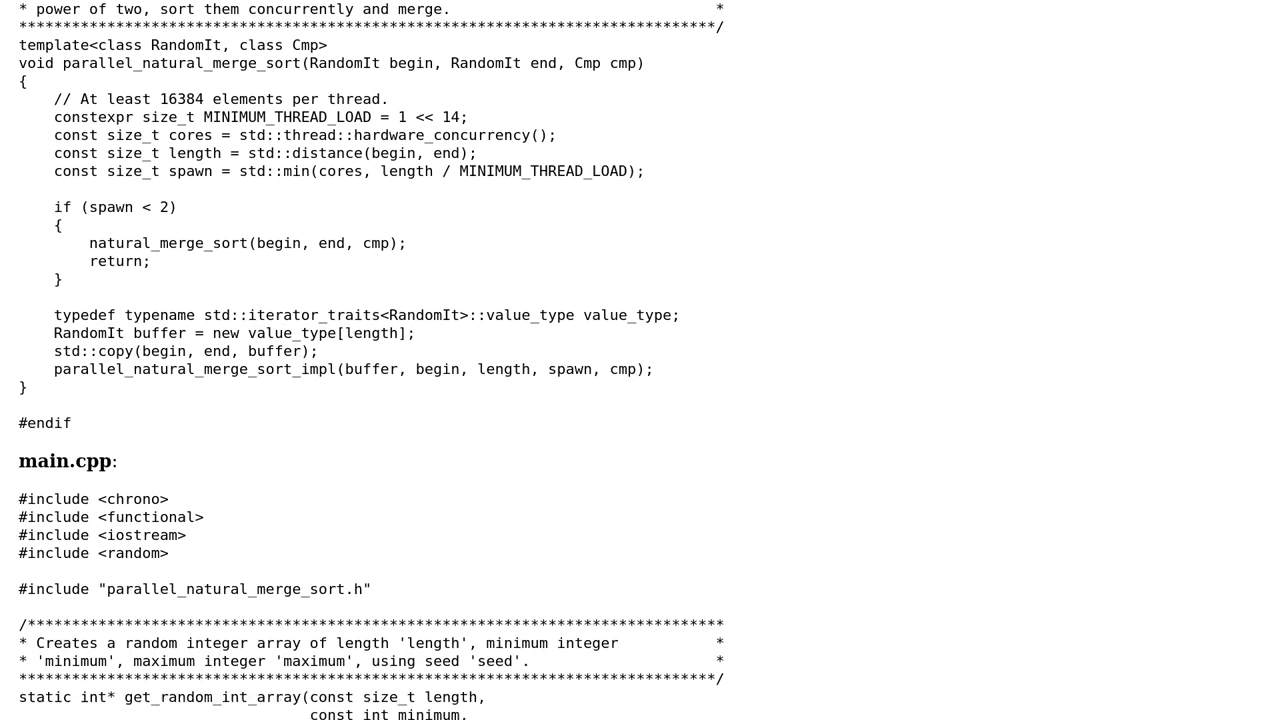 * power of two, sort them concurrently and merge.                              *
*******************************************************************************/
template<class RandomIt, class Cmp>
void parallel_natural_merge_sort(RandomIt begin, RandomIt end, Cmp cmp)
{
    // At least 16384 elements per thread.
    constexpr size_t MINIMUM_THREAD_LOAD = 1 << 14;
    const size_t cores = std::thread::hardware_concurrency();
    const size_t length = std::distance(begin, end);
    const size_t spawn = std::min(cores, length / MINIMUM_THREAD_LOAD);

    if (spawn < 2)
    {
        natural_merge_sort(begin, end, cmp);
        return;
    }

    typedef typename std::iterator_traits<RandomIt>::value_type value_type;
    RandomIt buffer = new value_type[length];
    std::copy(begin, end, buffer);
    parallel_natural_merge_sort_impl(buffer, begin, length, spawn, cmp);
}

#endif

main.cpp:

#include <chrono>
#include <functional>
#include <iostream>
#include <random>

#include "parallel_natural_merge_sort.h"

/*******************************************************************************
* Creates a random integer array of length 'length', minimum integer           *
* 'minimum', maximum integer 'maximum', using seed 'seed'.                     *
*******************************************************************************/
static int* get_random_int_array(const size_t length,
                                 const int minimum,